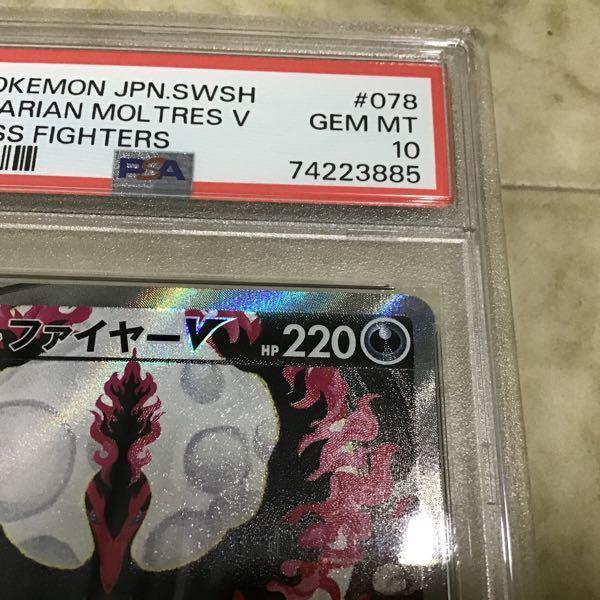 OKEMON JPN.SWSH #078
ARIAN MOLTRES V GEM MT
SS FIGHTERS 10
PSA 74223885
ファイヤーV HP 220